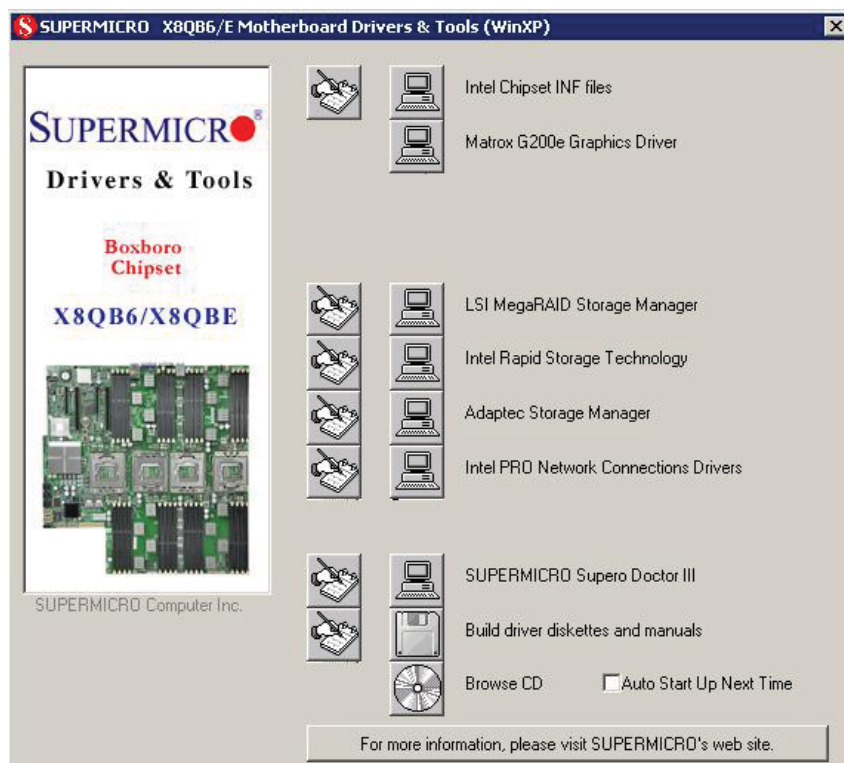 SUPERMICRO X8QB6/E Motherboard Drivers & Tools (WinXP)
SUPERMICRO®
Drivers & Tools
Boxboro
Chipset
X8QB6/X8QBE
SUPERMICRO Computer Inc.
Intel Chipset INF files
Matrox G200e Graphics Driver
LSI MegaRAID Storage Manager
Intel Rapid Storage Technology
Adaptec Storage Manager
Intel PRO Network Connections Drivers
SUPERMICRO Supero Doctor III
Build driver diskettes and manuals
Browse CD Auto Start Up Next Time
For more information, please visit SUPERMICRO's web site.